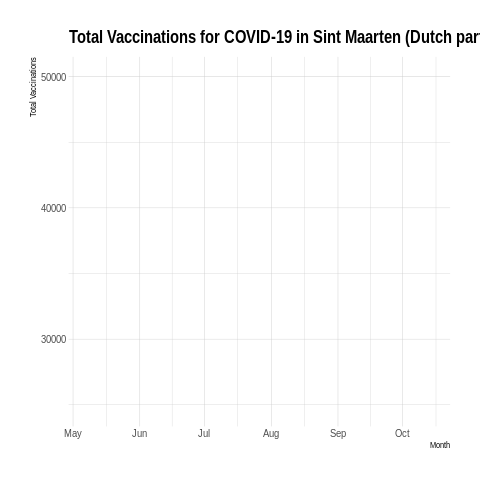 Total Vaccinations for COVID-19 in Sint Maarten (Dutch par
Total Vaccinations
50000
40000
30000
May Jun Jul Aug Sep Oct
Month